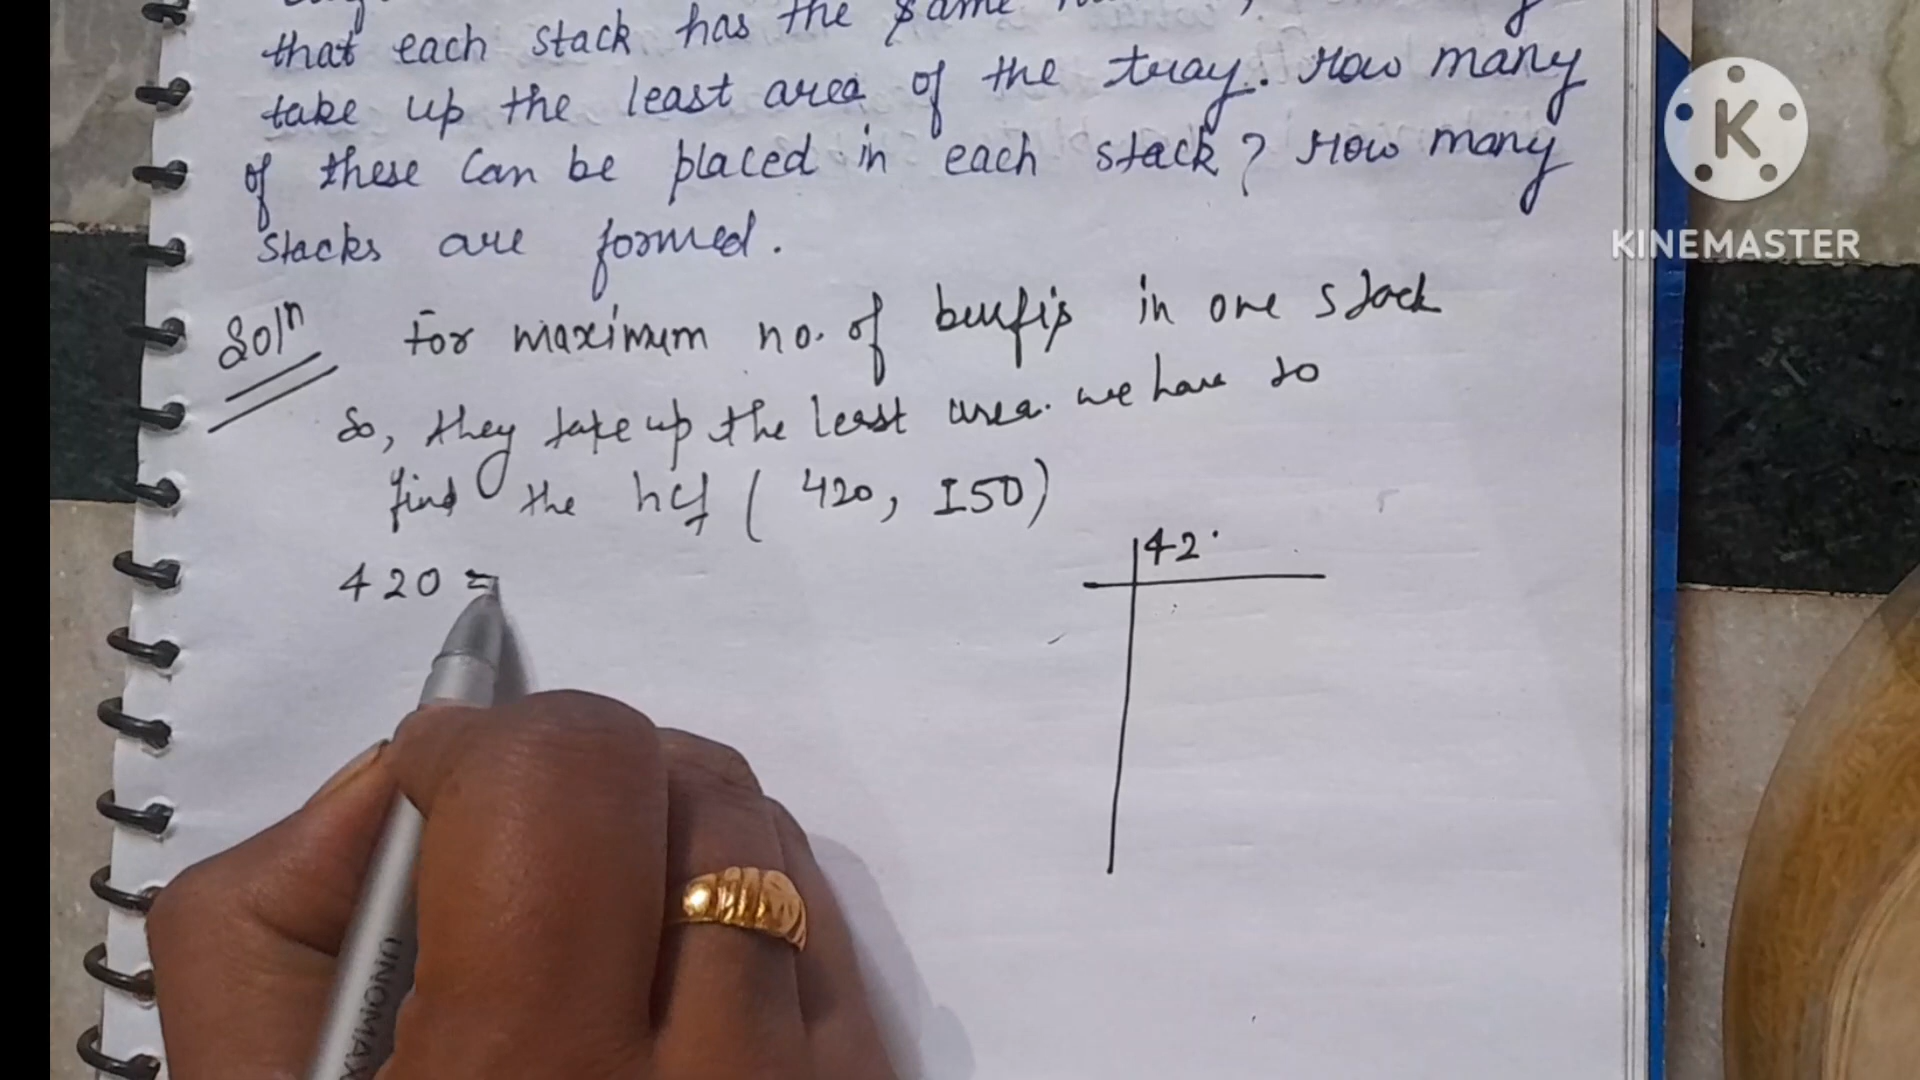 that each stack has the same
take up the least area of the tray. How many
of these can be placed in each stack? How many
stacks are formed.
Soln For maximum no. of burfis in one stack
So, they take up the least area. we have to
find the hcf ( 420, 150)
42
420 =
K
KINEMASTER
UNOMAX